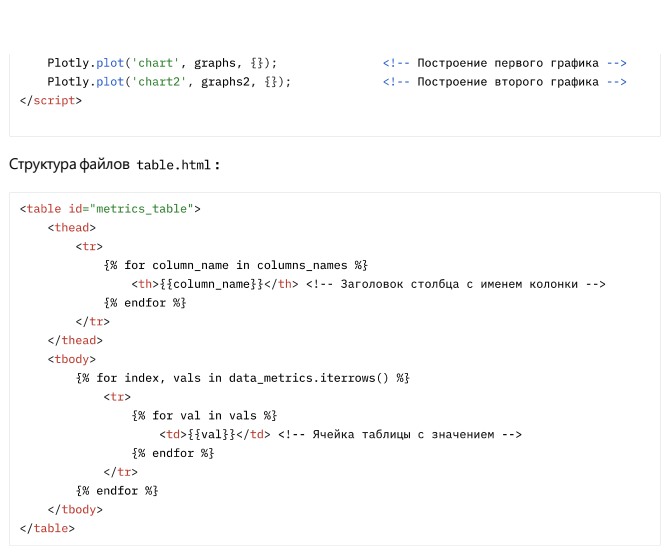 Plotly.plot('chart', graphs, {}); <!-- Построение первого графика -->
Plotly.plot('chart2', graphs2, {}); <!-- Построение второго графика -->
</script>
Структура файлов table.html:
<table id="metrics_table">
<thead>
<tr>
{% for column_name in columns_names %}
<th>{{column_name}}</th> <!-- Заголовок столбца с именем колонки -->
{% endfor %}
</tr>
</thead>
<tbody>
{% for index, vals in data_metrics.iterrows() %}
<tr>
{% for val in vals %}
<td>{{val}}</td> <!-- Ячейка таблицы с значением -->
{% endfor %}
</tr>
{% endfor %}
</tbody>
</table>